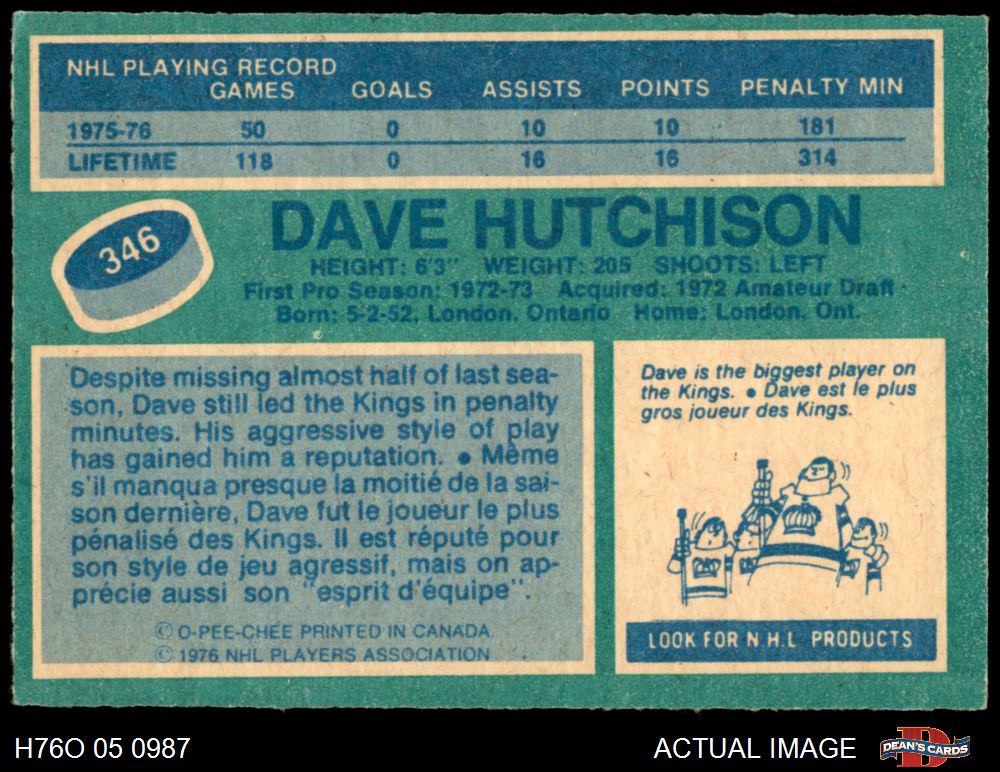 NHL PLAYING RECORD
GAMES GOALS ASSISTS POINTS PENALTY MIN
1975-76 50 0 10 10 181
LIFETIME 118 0 16 16 314
346
DAVE HUTCHISON
HEIGHT: 6'3" WEIGHT: 205 SHOOTS: LEFT
First Pro Season: 1972-73 Acquired: 1972 Amateur Draft
Born: 5-2-52, London, Ontario Home: London, Ont.
Despite missing almost half of last sea-
son, Dave still led the Kings in penalty
minutes. His aggressive style of play
has gained him a reputation. • Même
s'il manqua presque la moitié de la sai-
son dernière, Dave fut le joueur le plus
pénalisé des Kings. Il est réputé pour
son style de jeu agressif, mais on ap-
précie aussi son "esprit d'équipe".
© O-PEE-CHEE PRINTED IN CANADA.
© 1976 NHL PLAYERS ASSOCIATION
Dave is the biggest player on
the Kings. • Dave est le plus
gros joueur des Kings.
LOOK FOR N.H.L. PRODUCTS
H76O 05 0987
ACTUAL IMAGE
D
DEAN'S CARDS